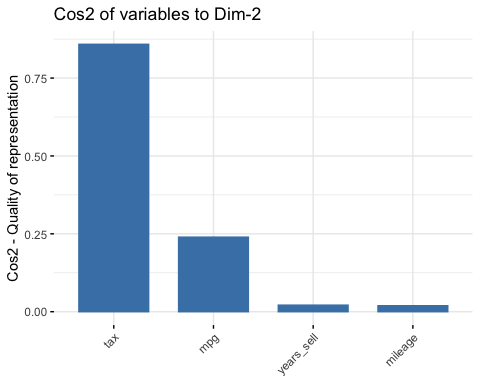 Cos2 of variables to Dim-2
Cos2 - Quality of representation
0.75
0.50
0.25
0.00
tax
mpg
years_sell
mileage